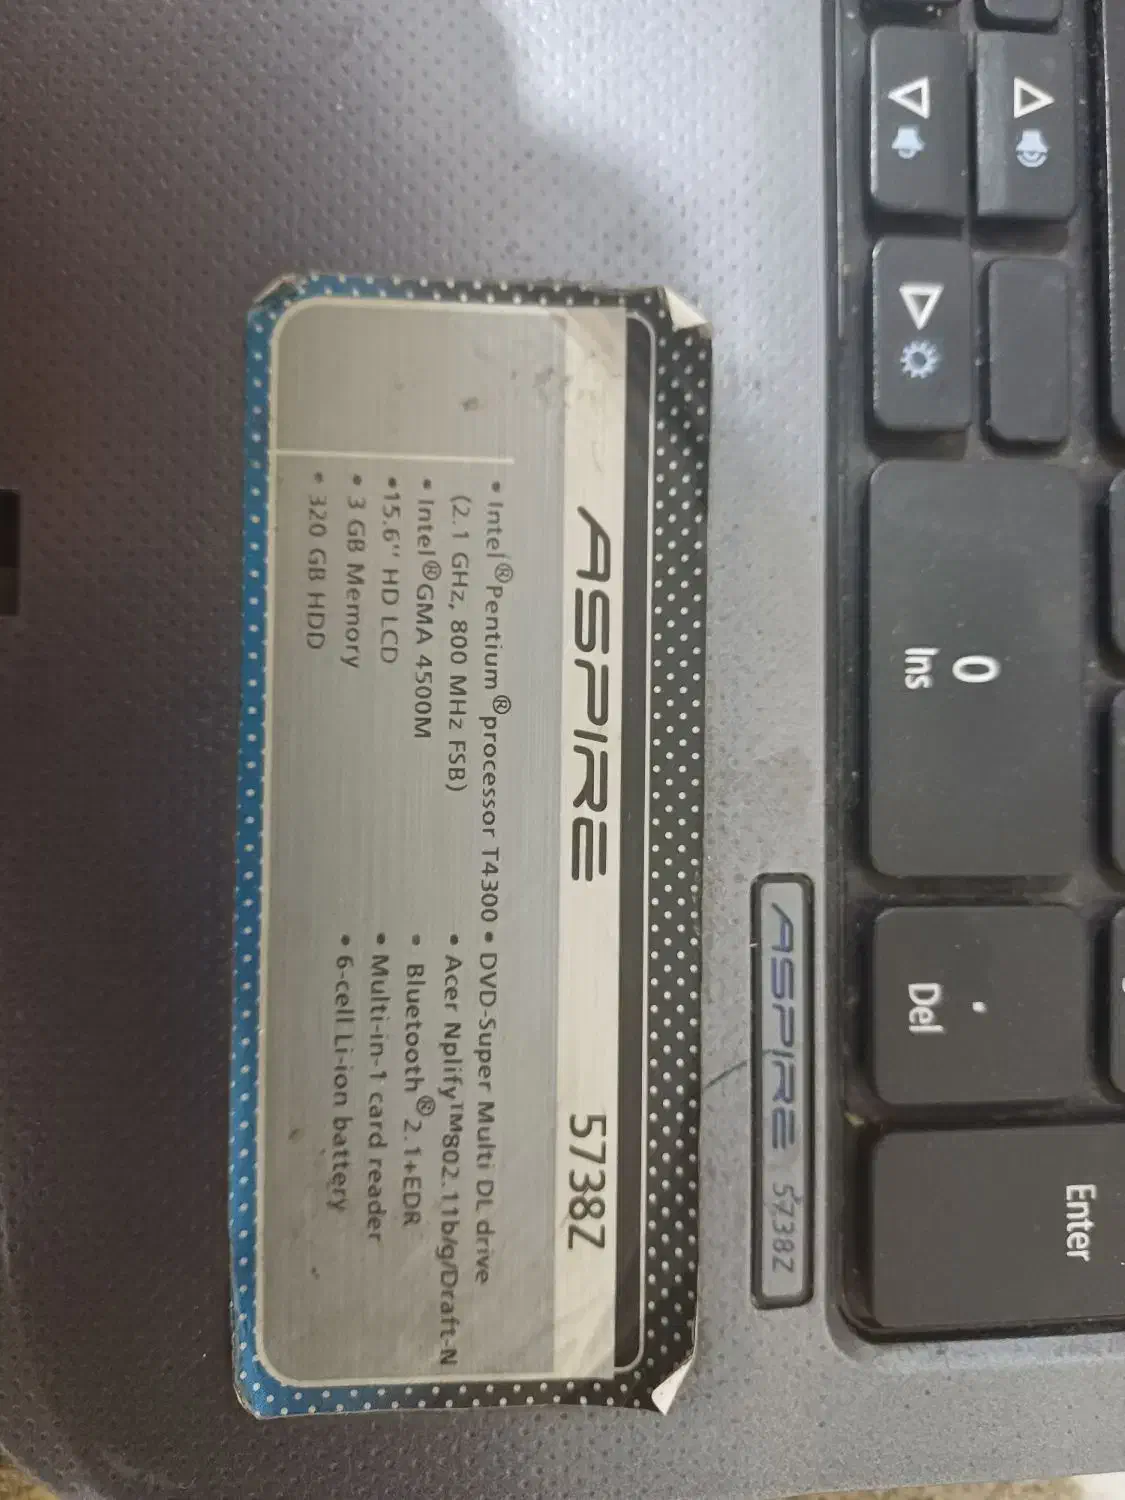 ASPIRE 5738Z
• Intel®Pentium®processor T4300
(2.1 GHz, 800 MHz FSB)
• Intel®GMA 4500M
•15.6" HD LCD
• 3 GB Memory
• 320 GB HDD
• DVD-Super Multi DL drive
• Acer Nplify™802.11b/g/Draft-N
• Bluetooth®2.1+EDR
• Multi-in-1 card reader
• 6-cell Li-ion battery
ASPIRE 5738Z
0
Ins
.
Del
Enter